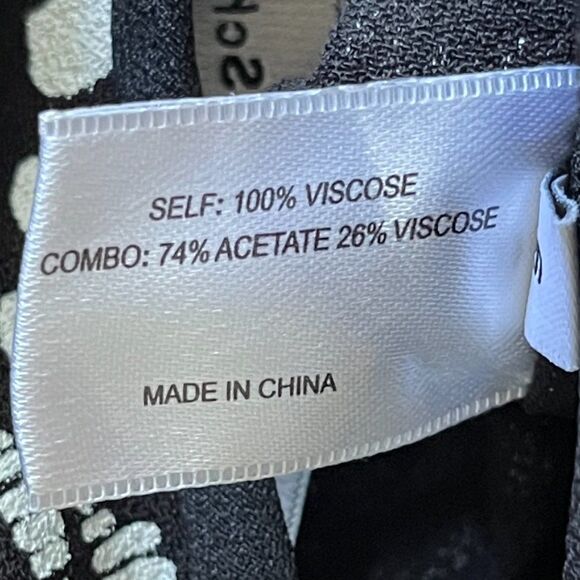 SELF: 100% VISCOSE
COMBO: 74% ACETATE 26% VISCOSE
MADE IN CHINA